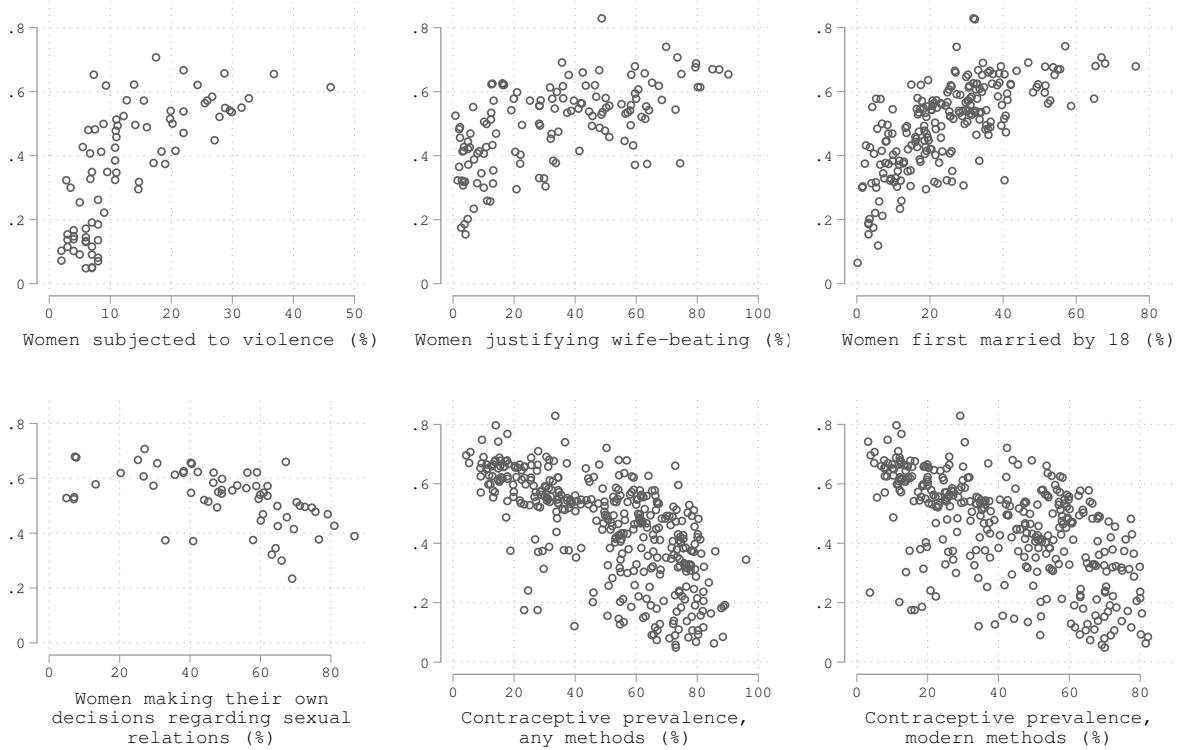 .8
.6
.4
.2
0
0 10 20 30 40 50
Women subjected to violence (%)
.8
.6
.4
.2
0
0 20 40 60 80 100
Women justifying wife-beating (%)
.8
.6
.4
.2
0
0 20 40 60 80
Women first married by 18 (%)
.8
.6
.4
.2
0
0 20 40 60 80
Women making their own
decisions regarding sexual
relations (%)
.8
.6
.4
.2
0
0 20 40 60 80 100
Contraceptive prevalence,
any methods (%)
.8
.6
.4
.2
0
0 20 40 60 80
Contraceptive prevalence,
modern methods (%)